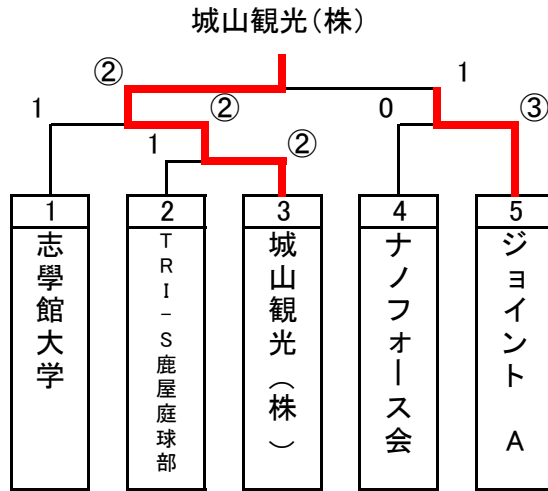 城山観光(株)
② 1
1 ② 0 ③
1 ②
1 2 3 4 5
志學館大学
TRI-S鹿屋庭球部
城山観光(株)
ナノフォース会
ジョイント A